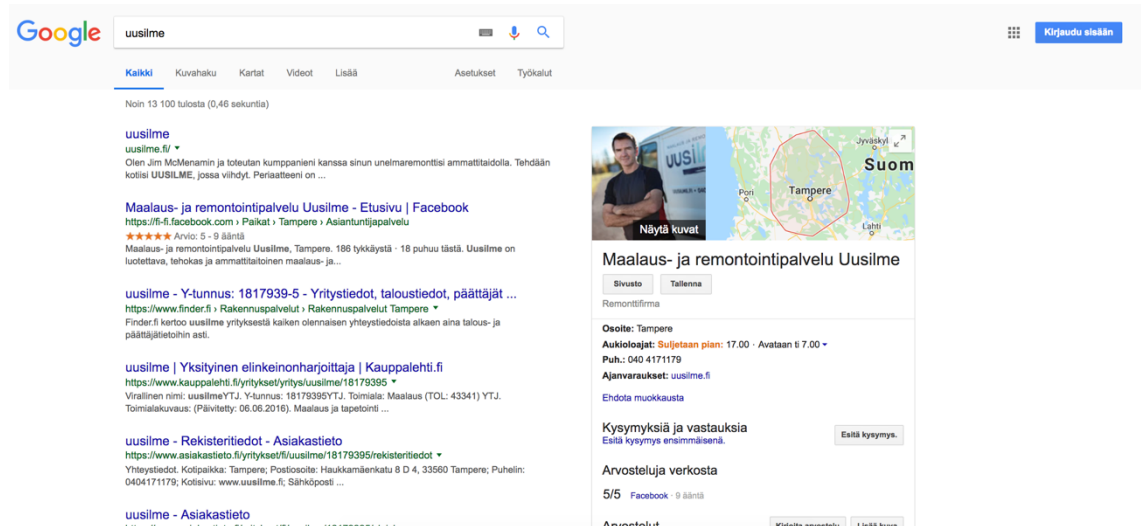 Google
uusilme
Kirjaudu sisään
Kaikki Kuvahaku Kartat Videot Lisää Asetukset Työkalut
Noin 13 100 tulosta (0,46 sekuntia)
uusilme
uusilme.fi/
Olen Jim McMenamin ja toteutan kumppanieni kanssa sinun unelmaremonttisi ammattitaidolla. Tehdään
kotiisi UUSILME, jossa viihdyt. Periaatteeni on ...
Maalaus- ja remontointipalvelu Uusilme - Etusivu | Facebook
https://fi-fi.facebook.com › Paikat › Tampere › Asiantuntijapalvelu
★★★★★ Arvio: 5 - 9 ääntä
Maalaus- ja remontointipalvelu Uusilme, Tampere. 186 tykkäystä · 18 puhuu tästä. Uusilme on
luotettava, tehokas ja ammattitaitoinen maalaus- ja...
uusilme - Y-tunnus: 1817939-5 - Yritystiedot, taloustiedot, päättäjät ...
https://www.finder.fi › Rakennuspalvelut › Rakennuspalvelut Tampere
Finder.fi kertoo uusilme yrityksestä kaiken olennaisen yhteystiedoista alkaen aina talous- ja
päättäjätietoihin asti.
uusilme | Yksityinen elinkeinonharjoittaja | Kauppalehti.fi
https://www.kauppalehti.fi/yritykset/yritys/uusilme/18179395
Virallinen nimi: uusilmeYTJ. Y-tunnus: 18179395YTJ. Toimiala: Maalaus (TOL: 43341) YTJ.
Toimialakuvaus: (Päivitetty: 06.06.2016). Maalaus ja tapetointi ...
uusilme - Rekisteritiedot - Asiakastieto
https://www.asiakastieto.fi/yritykset/fi/uusilme/18179395/rekisteritiedot
Yhteystiedot. Kotipaikka: Tampere; Postiosoite: Haukkamäenkatu 8 D 4, 33560 Tampere; Puhelin:
0404171179; Kotisivu: www.uusilme.fi; Sähköposti ...
uusilme - Asiakastieto
Näytä kuvat
Jyväskyl
Suom
Pori
Tampere
Lahti
Maalaus- ja remontointipalvelu Uusilme
Sivusto Tallenna
Remonttifirma
Osoite: Tampere
Aukioloajat: Suljetaan pian: 17.00 · Avataan ti 7.00
Puh.: 040 4171179
Ajanvaraukset: uusilme.fi
Ehdota muokkausta
Kysymyksiä ja vastauksia
Esitä kysymys ensimmäisenä.
Esitä kysymys.
Arvosteluja verkosta
5/5 Facebook · 9 ääntä
Arvostelut
Kirjoita arvostelu Lisää kuva